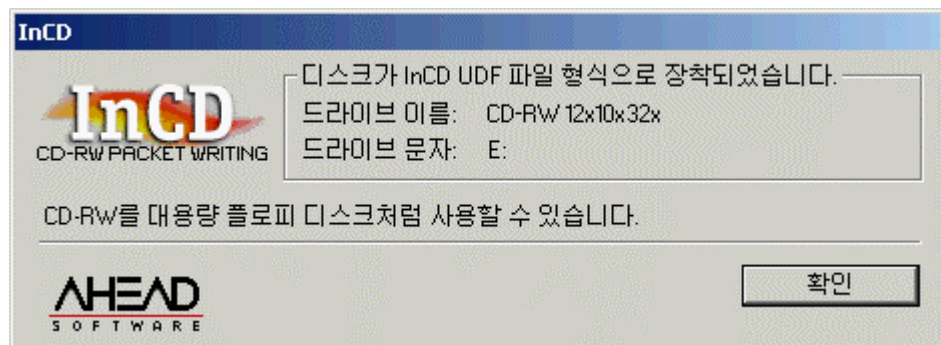 InCD
InCD
CD-RW PACKET WRITING
디스크가 InCD UDF 파일 형식으로 장착되었습니다.
드라이브 이름: CD-RW 12x10x32x
드라이브 문자: E:
CD-RW를 대용량 플로피 디스크처럼 사용할 수 있습니다.
AHEAD
SOFTWARE
확인